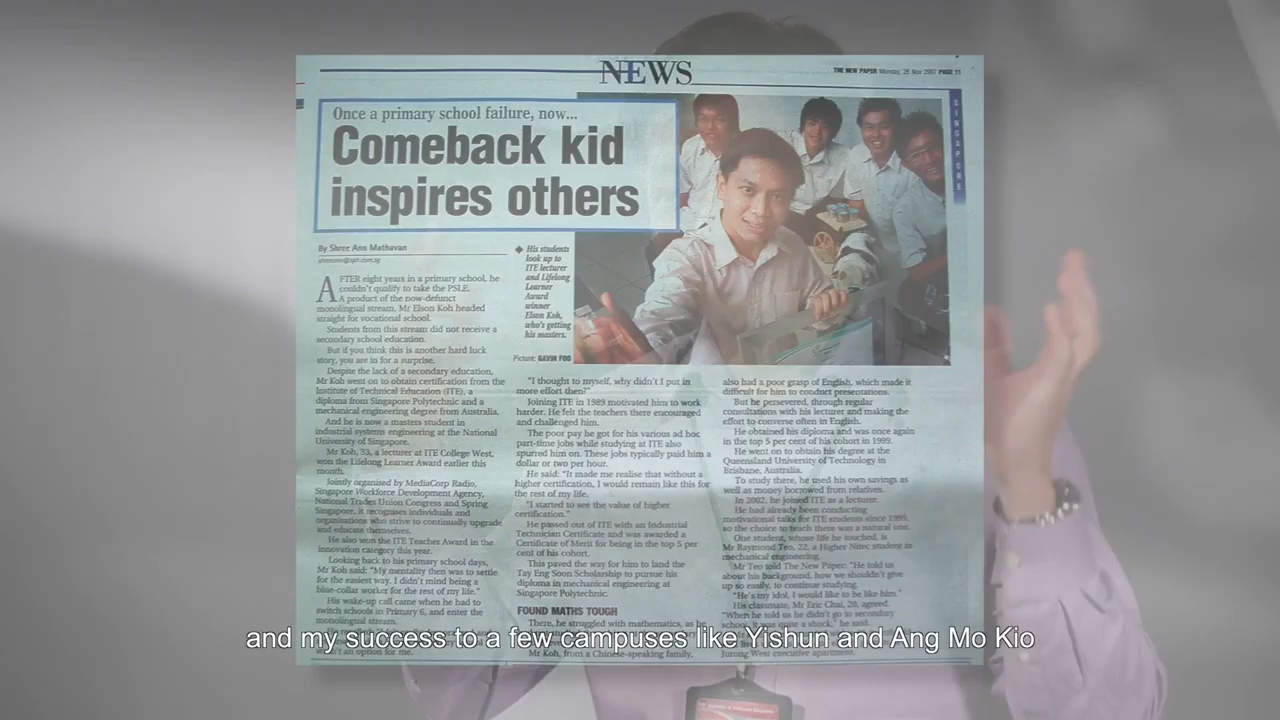 NEWS
THE NEW PAPER Monday, 26 Nov 2007 PAGE 11
SINGAPORE
Once a primary school failure, now...
Comeback kid
inspires others
By Shree Ann Mathavan
shreeann@sph.com.sg
AFTER eight years in a primary school, he
couldn't qualify to take the PSLE.
A product of the now-defunct
monolingual stream, Mr Elson Koh headed
straight for vocational school.
Students from this stream did not receive a
secondary school education.
But if you think this is another hard luck
story, you are in for a surprise.
Despite the lack of a secondary education,
Mr Koh went on to obtain certification from the
Institute of Technical Education (ITE), a
diploma from Singapore Polytechnic and a
mechanical engineering degree from Australia.
And he is now a masters student in
industrial systems engineering at the National
University of Singapore.
Mr Koh, 33, a lecturer at ITE College West,
won the Lifelong Learner Award earlier this
month.
Jointly organised by MediaCorp Radio,
Singapore Workforce Development Agency,
National Trades Union Congress and Spring
Singapore, it recognises individuals and
organisations who strive to continually upgrade
and educate themselves.
He also won the ITE Teacher Award in the
innovation category this year.
Looking back to his primary school days,
Mr Koh said: "My mentality then was to settle
for the easiest way. I didn't mind being a
blue-collar worker for the rest of my life."
His wake-up call came when he had to
switch schools in Primary 6, and enter the
monolingual stream.
wasn't an option for me.
◆ His students
look up to
ITE lecturer
and Lifelong
Learner
Award
winner
Elson Koh,
who's getting
his masters.
Picture: GAVIN FOO
"I thought to myself, why didn't I put in
more effort then?"
Joining ITE in 1989 motivated him to work
harder. He felt the teachers there encouraged
and challenged him.
The poor pay he got for his various ad hoc
part-time jobs while studying at ITE also
spurred him on. These jobs typically paid him a
dollar or two per hour.
He said: "It made me realise that without a
higher certification, I would remain like this for
the rest of my life.
"I started to see the value of higher
certification."
He passed out of ITE with an Industrial
Technician Certificate and was awarded a
Certificate of Merit for being in the top 5 per
cent of his cohort.
This paved the way for him to land the
Tay Eng Soon Scholarship to pursue his
diploma in mechanical engineering at
Singapore Polytechnic.
FOUND MATHS TOUGH
There, he struggled with mathematics, as he
Mr Koh, from a Chinese-speaking family,
also had a poor grasp of English, which made it
difficult for him to conduct presentations.
But he persevered, through regular
consultations with his lecturer and making the
effort to converse often in English.
He obtained his diploma and was once again
in the top 5 per cent of his cohort in 1999.
He went on to obtain his degree at the
Queensland University of Technology in
Brisbane, Australia.
To study there, he used his own savings as
well as money borrowed from relatives.
In 2002, he joined ITE as a lecturer.
He had already been conducting
motivational talks for ITE students since 1999,
so the choice to teach there was a natural one.
One student, whose life he touched, is
Mr Raymond Teo, 22, a Higher Nitec student in
mechanical engineering.
Mr Teo told The New Paper: "He told us
about his background, how we shouldn't give
up so easily, to continue studying.
"He's my idol, I would like to be like him."
His classmate, Mr Eric Chai, 28, agreed.
"When he told us he didn't go to secondary
school, it was quite a shock," he said.
Jurong West executive apartment.
and my success to a few campuses like Yishun and Ang Mo Kio